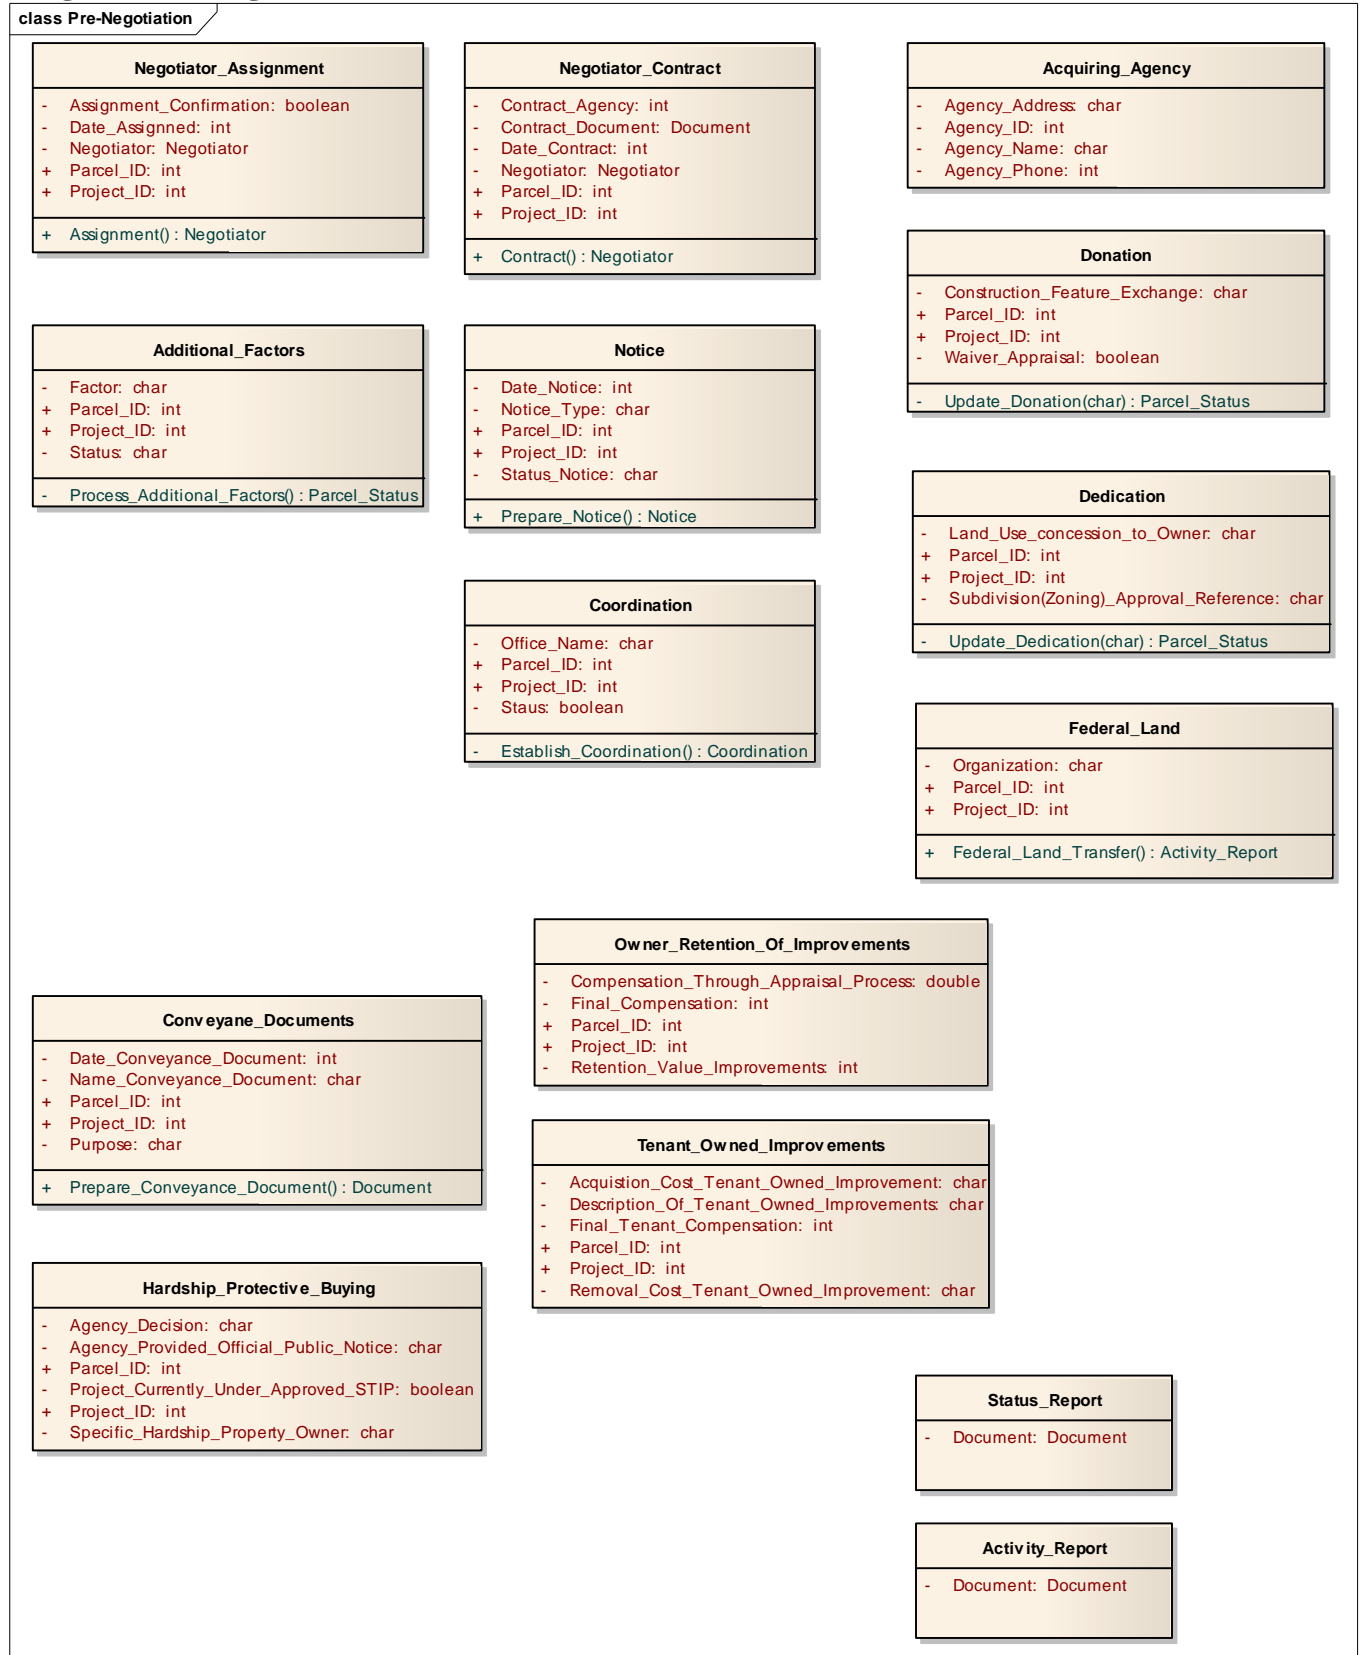 class Pre-Negotiation
Negotiator_Assignment
- Assignment_Confirmation: boolean
- Date_Assignned: int
- Negotiator: Negotiator
+ Parcel_ID: int
+ Project_ID: int
+ Assignment() : Negotiator
Negotiator_Contract
- Contract_Agency: int
- Contract_Document: Document
- Date_Contract: int
- Negotiator: Negotiator
+ Parcel_ID: int
+ Project_ID: int
+ Contract() : Negotiator
Acquiring_Agency
- Agency_Address: char
- Agency_ID: int
- Agency_Name: char
- Agency_Phone: int
Donation
- Construction_Feature_Exchange: char
+ Parcel_ID: int
+ Project_ID: int
- Waiver_Appraisal: boolean
- Update_Donation(char) : Parcel_Status
Additional_Factors
- Factor: char
+ Parcel_ID: int
+ Project_ID: int
- Status: char
- Process_Additional_Factors() : Parcel_Status
Notice
- Date_Notice: int
- Notice_Type: char
+ Parcel_ID: int
+ Project_ID: int
- Status_Notice: char
+ Prepare_Notice() : Notice
Dedication
- Land_Use_concession_to_Owner: char
+ Parcel_ID: int
+ Project_ID: int
- Subdivision(Zoning)_Approval_Reference: char
- Update_Dedication(char) : Parcel_Status
Coordination
- Office_Name: char
+ Parcel_ID: int
+ Project_ID: int
- Staus: boolean
- Establish_Coordination() : Coordination
Federal_Land
- Organization: char
+ Parcel_ID: int
+ Project_ID: int
+ Federal_Land_Transfer() : Activity_Report
Owner_Retention_Of_Improvements
- Compensation_Through_Appraisal_Process: double
- Final_Compensation: int
+ Parcel_ID: int
+ Project_ID: int
- Retention_Value_Improvements: int
Conveyane_Documents
- Date_Conveyance_Document: int
- Name_Conveyance_Document: char
+ Parcel_ID: int
+ Project_ID: int
- Purpose: char
+ Prepare_Conveyance_Document() : Document
Tenant_Owned_Improvements
- Acquistion_Cost_Tenant_Owned_Improvement: char
- Description_Of_Tenant_Owned_Improvements: char
- Final_Tenant_Compensation: int
+ Parcel_ID: int
+ Project_ID: int
- Removal_Cost_Tenant_Owned_Improvement: char
Hardship_Protective_Buying
- Agency_Decision: char
- Agency_Provided_Official_Public_Notice: char
+ Parcel_ID: int
- Project_Currently_Under_Approved_STIP: boolean
+ Project_ID: int
- Specific_Hardship_Property_Owner: char
Status_Report
- Document: Document
Activity_Report
- Document: Document